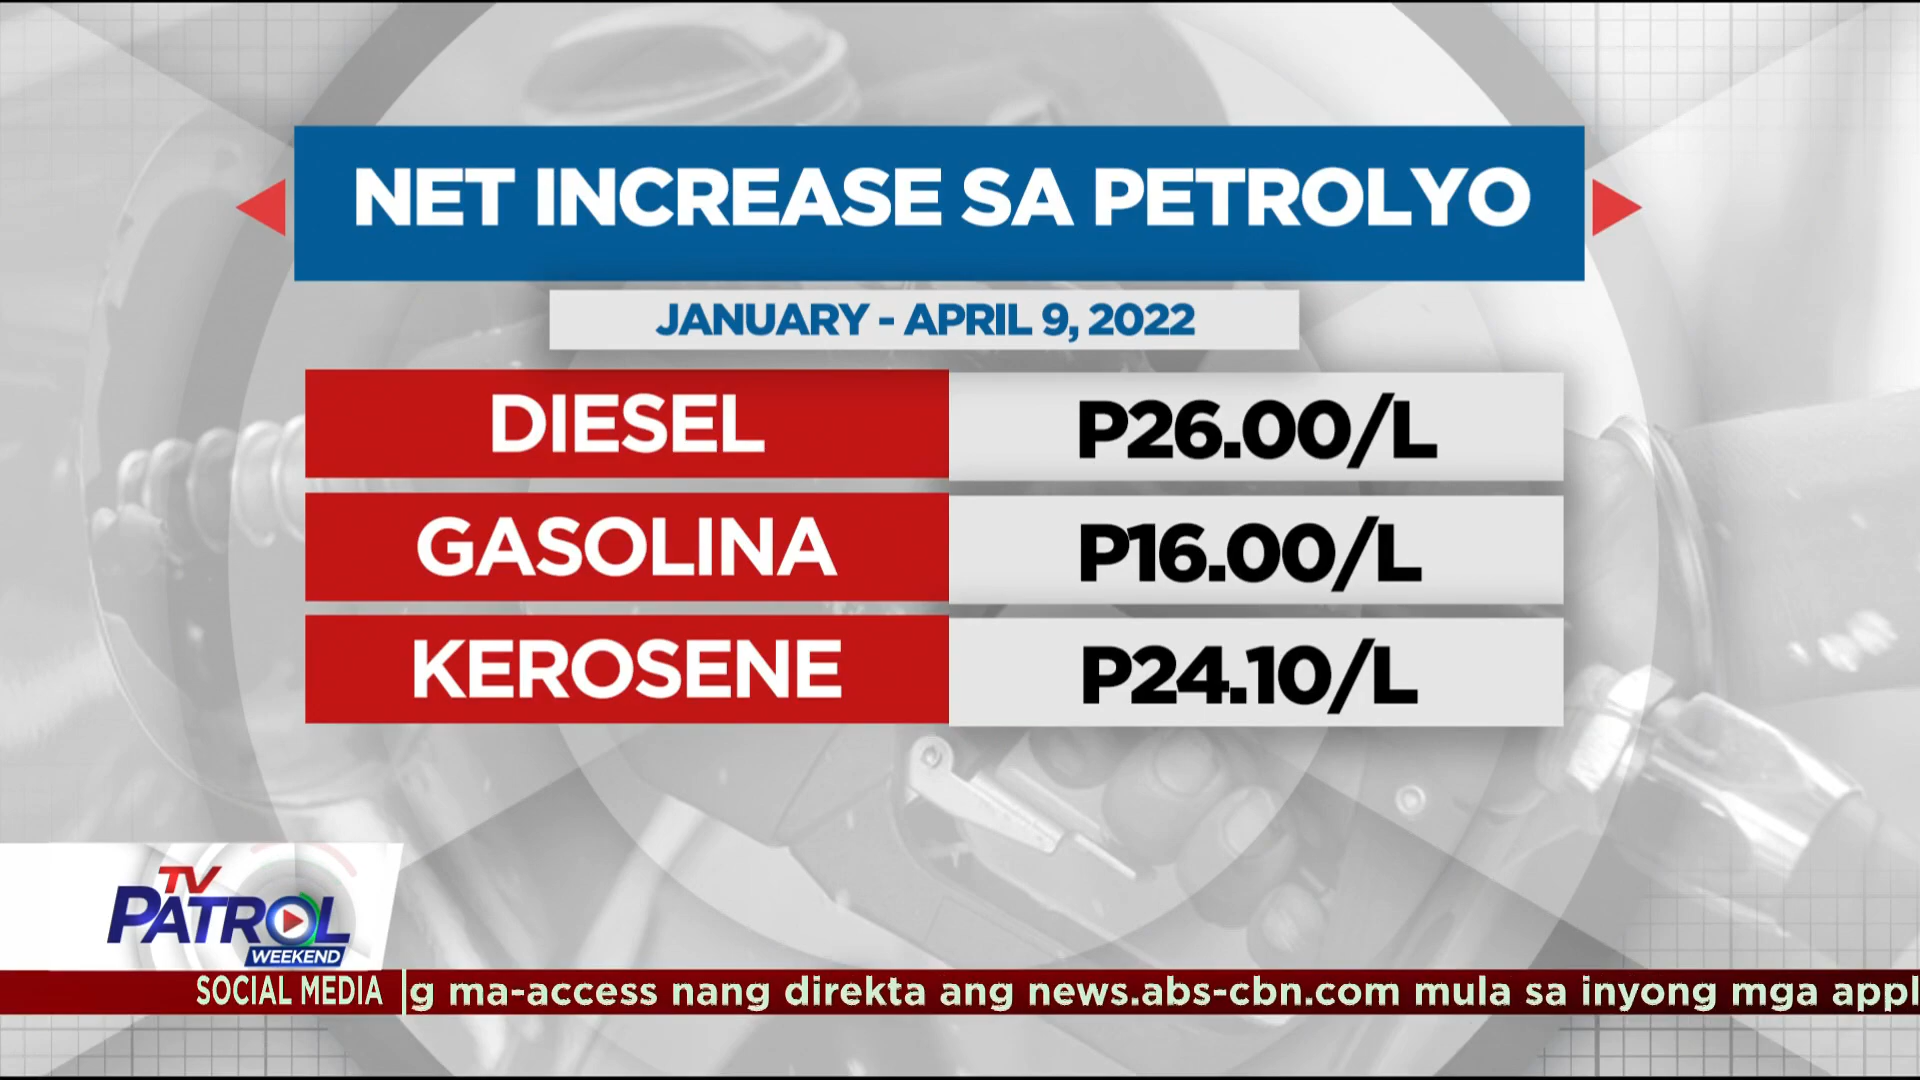 NET INCREASE SA PETROLYO
JANUARY - APRIL 9, 2022
DIESEL P26.00/L
GASOLINA P16.00/L
KEROSENE P24.10/L
TV
PATROL
WEEKEND
SOCIAL MEDIA g ma-access nang direkta ang news.abs-cbn.com mula sa inyong mga appl